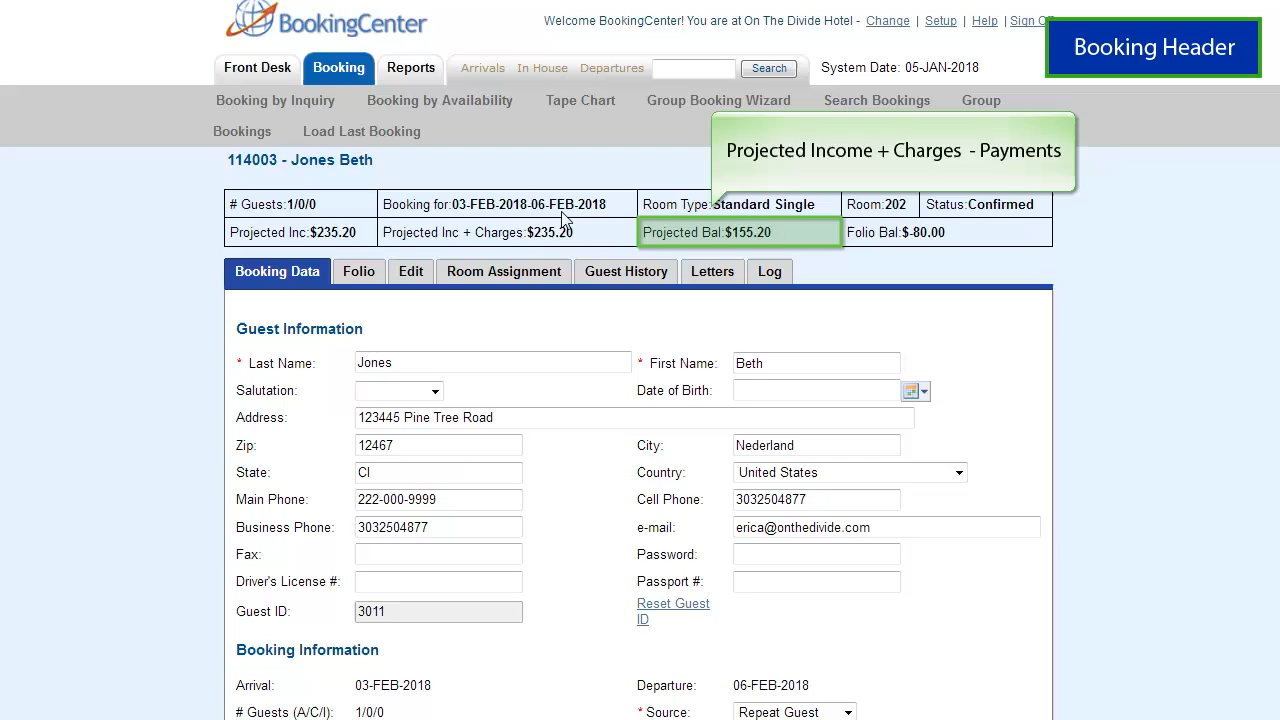 BookingCenter
Welcome BookingCenter! You are at On The Divide Hotel - Change | Setup | Help | Sign O
Booking Header
Front Desk Booking Reports Arrivals In House Departures Search System Date: 05-JAN-2018
Booking by Inquiry Booking by Availability Tape Chart Group Booking Wizard Search Bookings Group
Bookings Load Last Booking
Projected Income + Charges - Payments
114003 - Jones Beth
# Guests:1/0/0 Booking for:03-FEB-2018-06-FEB-2018 Room Type:Standard Single Room:202 Status:Confirmed
Projected Inc:$235.20 Projected Inc + Charges:$235.20 Projected Bal:$155.20 Folio Bal:$-80.00
Booking Data Folio Edit Room Assignment Guest History Letters Log
Guest Information
* Last Name: Jones * First Name: Beth
Salutation: Date of Birth:
Address: 123445 Pine Tree Road
Zip: 12467 City: Nederland
State: CI Country: United States
Main Phone: 222-000-9999 Cell Phone: 3032504877
Business Phone: 3032504877 e-mail: erica@onthedivide.com
Fax: Password:
Driver's License #: Passport #:
Guest ID: 3011 Reset Guest
ID
Booking Information
Arrival: 03-FEB-2018 Departure: 06-FEB-2018
# Guests (A/C/I): 1/0/0 * Source: Repeat Guest